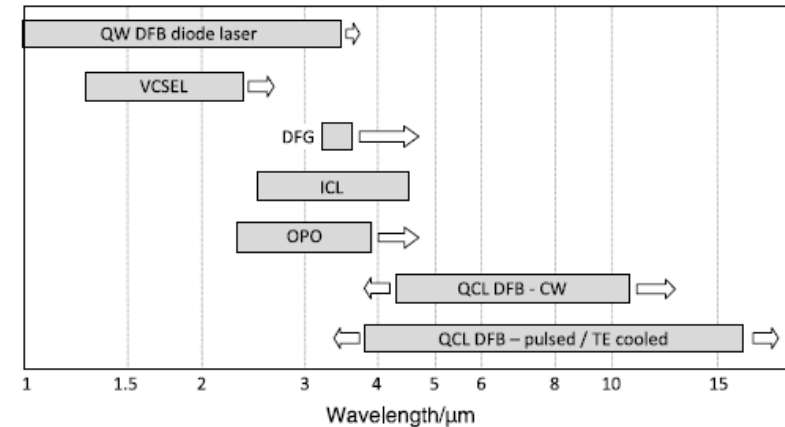 QW DFB diode laser
VCSEL
DFG
ICL
OPO
QCL DFB - CW
QCL DFB – pulsed / TE cooled
1 1.5 2 3 4 5 6 8 10 15
Wavelength/μm